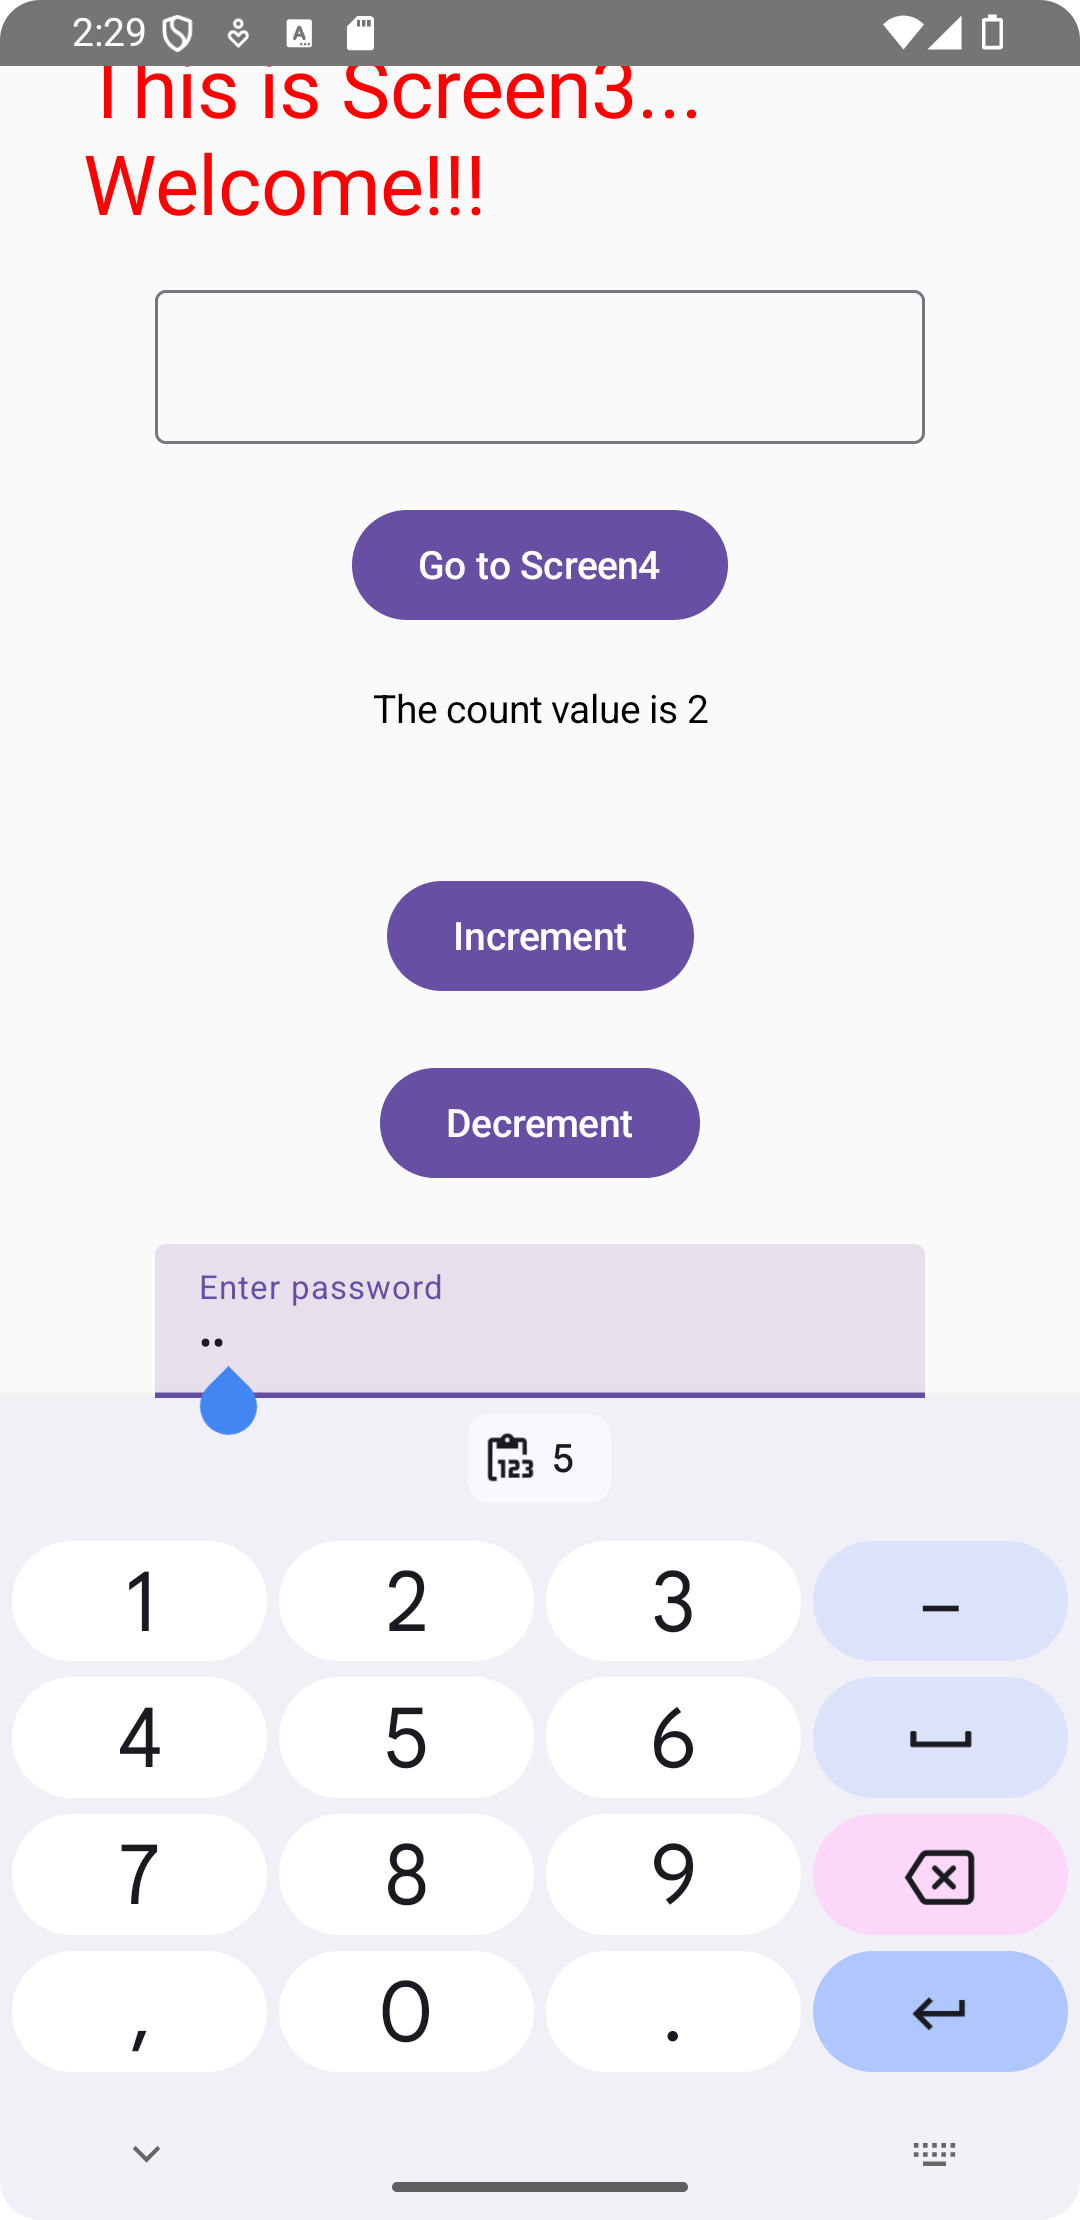 2:29
This is Screen3...
Welcome!!!
Go to Screen4
The count value is 2
Increment
Decrement
Enter password
••
123 5
1 2 3 –
4 5 6
7 8 9
, 0 .